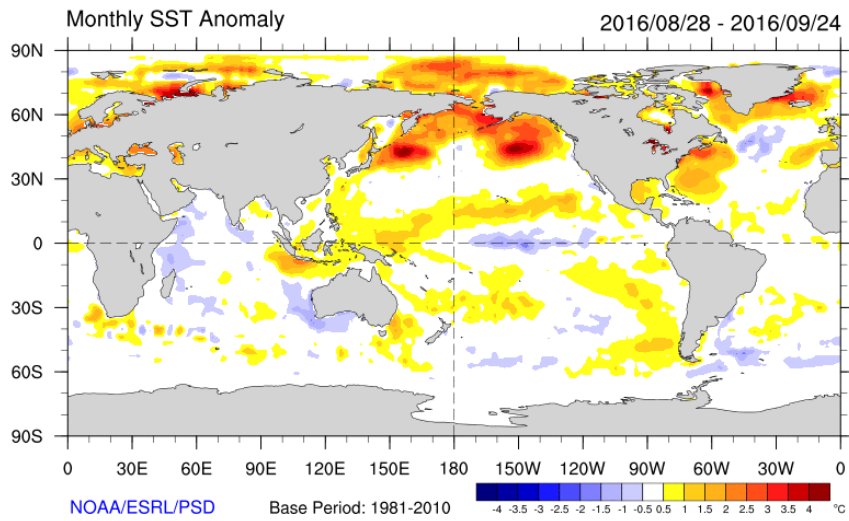 Monthly SST Anomaly 2016/08/28 - 2016/09/24
90N
60N
30N
0
30S
60S
90S
0 30E 60E 90E 120E 150E 180 150W 120W 90W 60W 30W 0
NOAA/ESRL/PSD Base Period: 1981-2010
-4 -3.5 -3 -2.5 -2 -1.5 -1 -0.5 0.5 1 1.5 2 2.5 3 3.5 4 °C